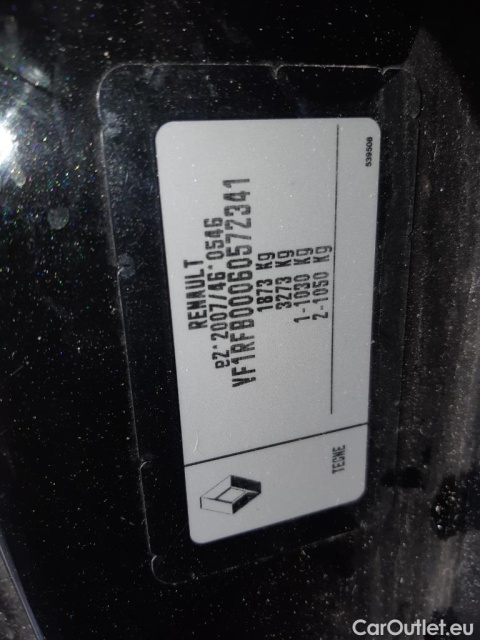 RENAULT
e2*2007/46*0546
VF1RFB00060572341
1873 Kg
3273 Kg
1-1030 Kg
2-1050 Kg
TECNE
539508
CarOutlet.eu